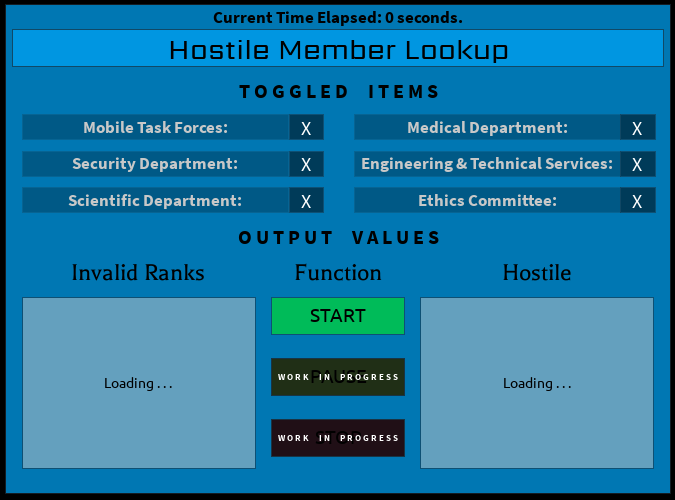 Current Time Elapsed: 0 seconds.
Hostile Member Lookup
TOGGLED ITEMS
Mobile Task Forces: X
Medical Department: X
Security Department: X
Engineering & Technical Services: X
Scientific Department: X
Ethics Committee: X
OUTPUT VALUES
Invalid Ranks
Function
Hostile
START
PAUSE
WORK IN PROGRESS
Loading...
Loading...
STOP
WORK IN PROGRESS